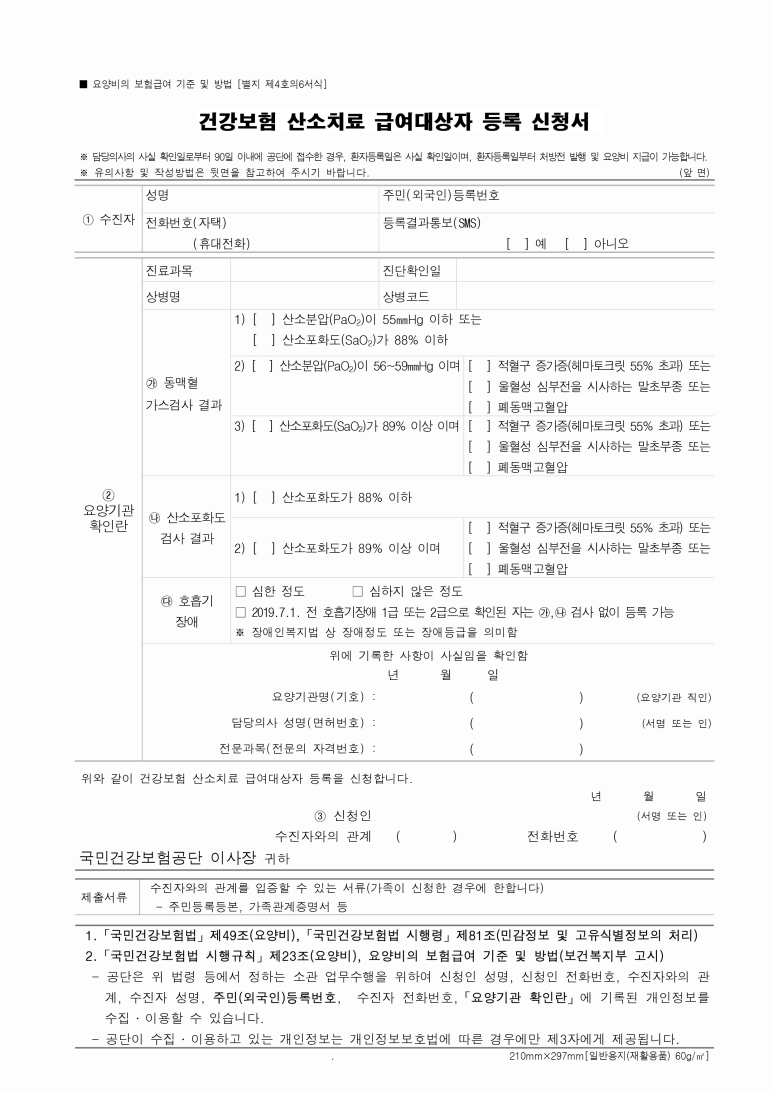 ■ 요양비의 보험급여 기준 및 방법 [별지 제4호의6서식]
건강보험 산소치료 급여대상자 등록 신청서
※ 담당의사의 사실 확인일로부터 90일 이내에 공단에 접수한 경우, 환자등록일은 사실 확인일이며, 환자등록일부터 처방전 발행 및 요양비 지급이 가능합니다.
※ 유의사항 및 작성방법은 뒷면을 참고하여 주시기 바랍니다. (앞 면)
① 수진자
성명 주민(외국인)등록번호
전화번호(자택) 등록결과통보(SMS)
(휴대전화) [ ] 예 [ ] 아니오
② 요양기관 확인란
진료과목 진단확인일
상병명 상병코드
㉮ 동맥혈
가스검사 결과
1) [ ] 산소분압(PaO₂)이 55㎜Hg 이하 또는
[ ] 산소포화도(SaO₂)가 88% 이하
2) [ ] 산소분압(PaO₂)이 56~59㎜Hg 이며 [ ] 적혈구 증가증(헤마토크릿 55% 초과) 또는
[ ] 울혈성 심부전을 시사하는 말초부종 또는
[ ] 폐동맥고혈압
3) [ ] 산소포화도(SaO₂)가 89% 이상 이며 [ ] 적혈구 증가증(헤마토크릿 55% 초과) 또는
[ ] 울혈성 심부전을 시사하는 말초부종 또는
[ ] 폐동맥고혈압
㉯ 산소포화도
검사 결과
1) [ ] 산소포화도가 88% 이하
2) [ ] 산소포화도가 89% 이상 이며 [ ] 적혈구 증가증(헤마토크릿 55% 초과) 또는
[ ] 울혈성 심부전을 시사하는 말초부종 또는
[ ] 폐동맥고혈압
㉰ 호흡기
장애
□ 심한 정도 □ 심하지 않은 정도
□ 2019.7.1. 전 호흡기장애 1급 또는 2급으로 확인된 자는 ㉮,㉯ 검사 없이 등록 가능
※ 장애인복지법 상 장애정도 또는 장애등급을 의미함
위에 기록한 사항이 사실임을 확인함
년 월 일
요양기관명(기호) : ( ) (요양기관 직인)
담당의사 성명(면허번호) : ( ) (서명 또는 인)
전문과목(전문의 자격번호) : ( )
위와 같이 건강보험 산소치료 급여대상자 등록을 신청합니다.
년 월 일
③ 신청인 (서명 또는 인)
수진자와의 관계 ( ) 전화번호 ( )
국민건강보험공단 이사장 귀하
제출서류
수진자와의 관계를 입증할 수 있는 서류(가족이 신청한 경우에 한합니다)
- 주민등록등본, 가족관계증명서 등
1.「국민건강보험법」제49조(요양비),「국민건강보험법 시행령」제81조(민감정보 및 고유식별정보의 처리)
2.「국민건강보험법 시행규칙」제23조(요양비), 요양비의 보험급여 기준 및 방법(보건복지부 고시)
- 공단은 위 법령 등에서 정하는 소관 업무수행을 위하여 신청인 성명, 신청인 전화번호, 수진자와의 관
계, 수진자 성명, 주민(외국인)등록번호, 수진자 전화번호,「요양기관 확인란」에 기록된 개인정보를
수집·이용할 수 있습니다.
- 공단이 수집·이용하고 있는 개인정보는 개인정보보호법에 따른 경우에만 제3자에게 제공됩니다.
210mm×297mm[일반용지(재활용품) 60g/㎡]